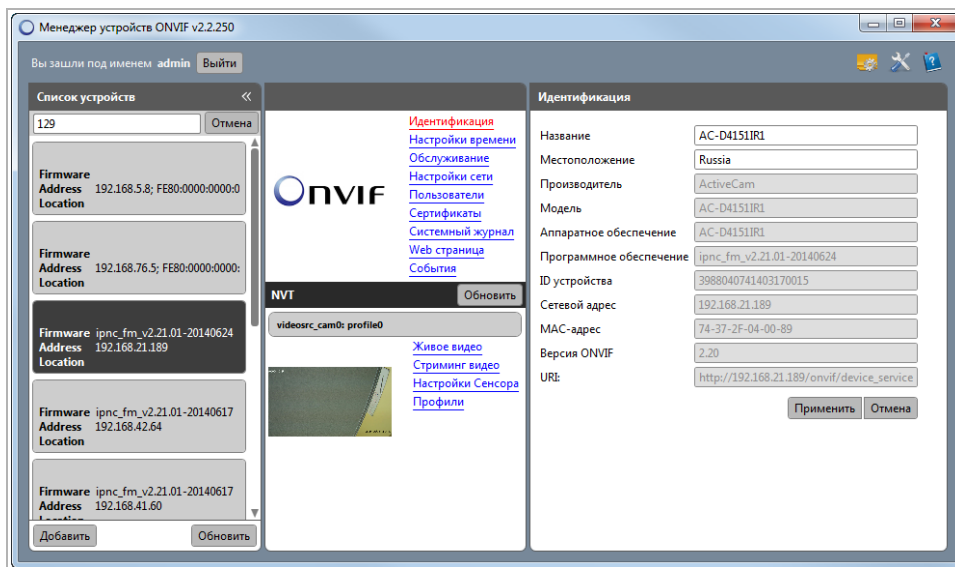 Менеджер устройств ONVIF v2.2.250
Вы зашли под именем admin Выйти
Список устройств
129 Отмена
Firmware
Address 192.168.5.8; FE80:0000:0000:0
Location
Firmware
Address 192.168.76.5; FE80:0000:0000:
Location
Firmware ipnc_fm_v2.21.01-20140624
Address 192.168.21.189
Location
Firmware ipnc_fm_v2.21.01-20140617
Address 192.168.42.64
Location
Firmware ipnc_fm_v2.21.01-20140617
Address 192.168.41.60
Location
Добавить Обновить
ONVIF
Идентификация
Настройки времени
Обслуживание
Настройки сети
Пользователи
Сертификаты
Системный журнал
Web страница
События
NVT Обновить
videosrc_cam0: profile0
Живое видео
Стриминг видео
Настройки Сенсора
Профили
Идентификация
Название AC-D4151IR1
Местоположение Russia
Производитель ActiveCam
Модель AC-D4151IR1
Аппаратное обеспечение AC-D4151IR1
Программное обеспечение ipnc_fm_v2.21.01-20140624
ID устройства 3988040741403170015
Сетевой адрес 192.168.21.189
MAC-адрес 74-37-2F-04-00-89
Версия ONVIF 2.20
URI: http://192.168.21.189/onvif/device_service
Применить Отмена